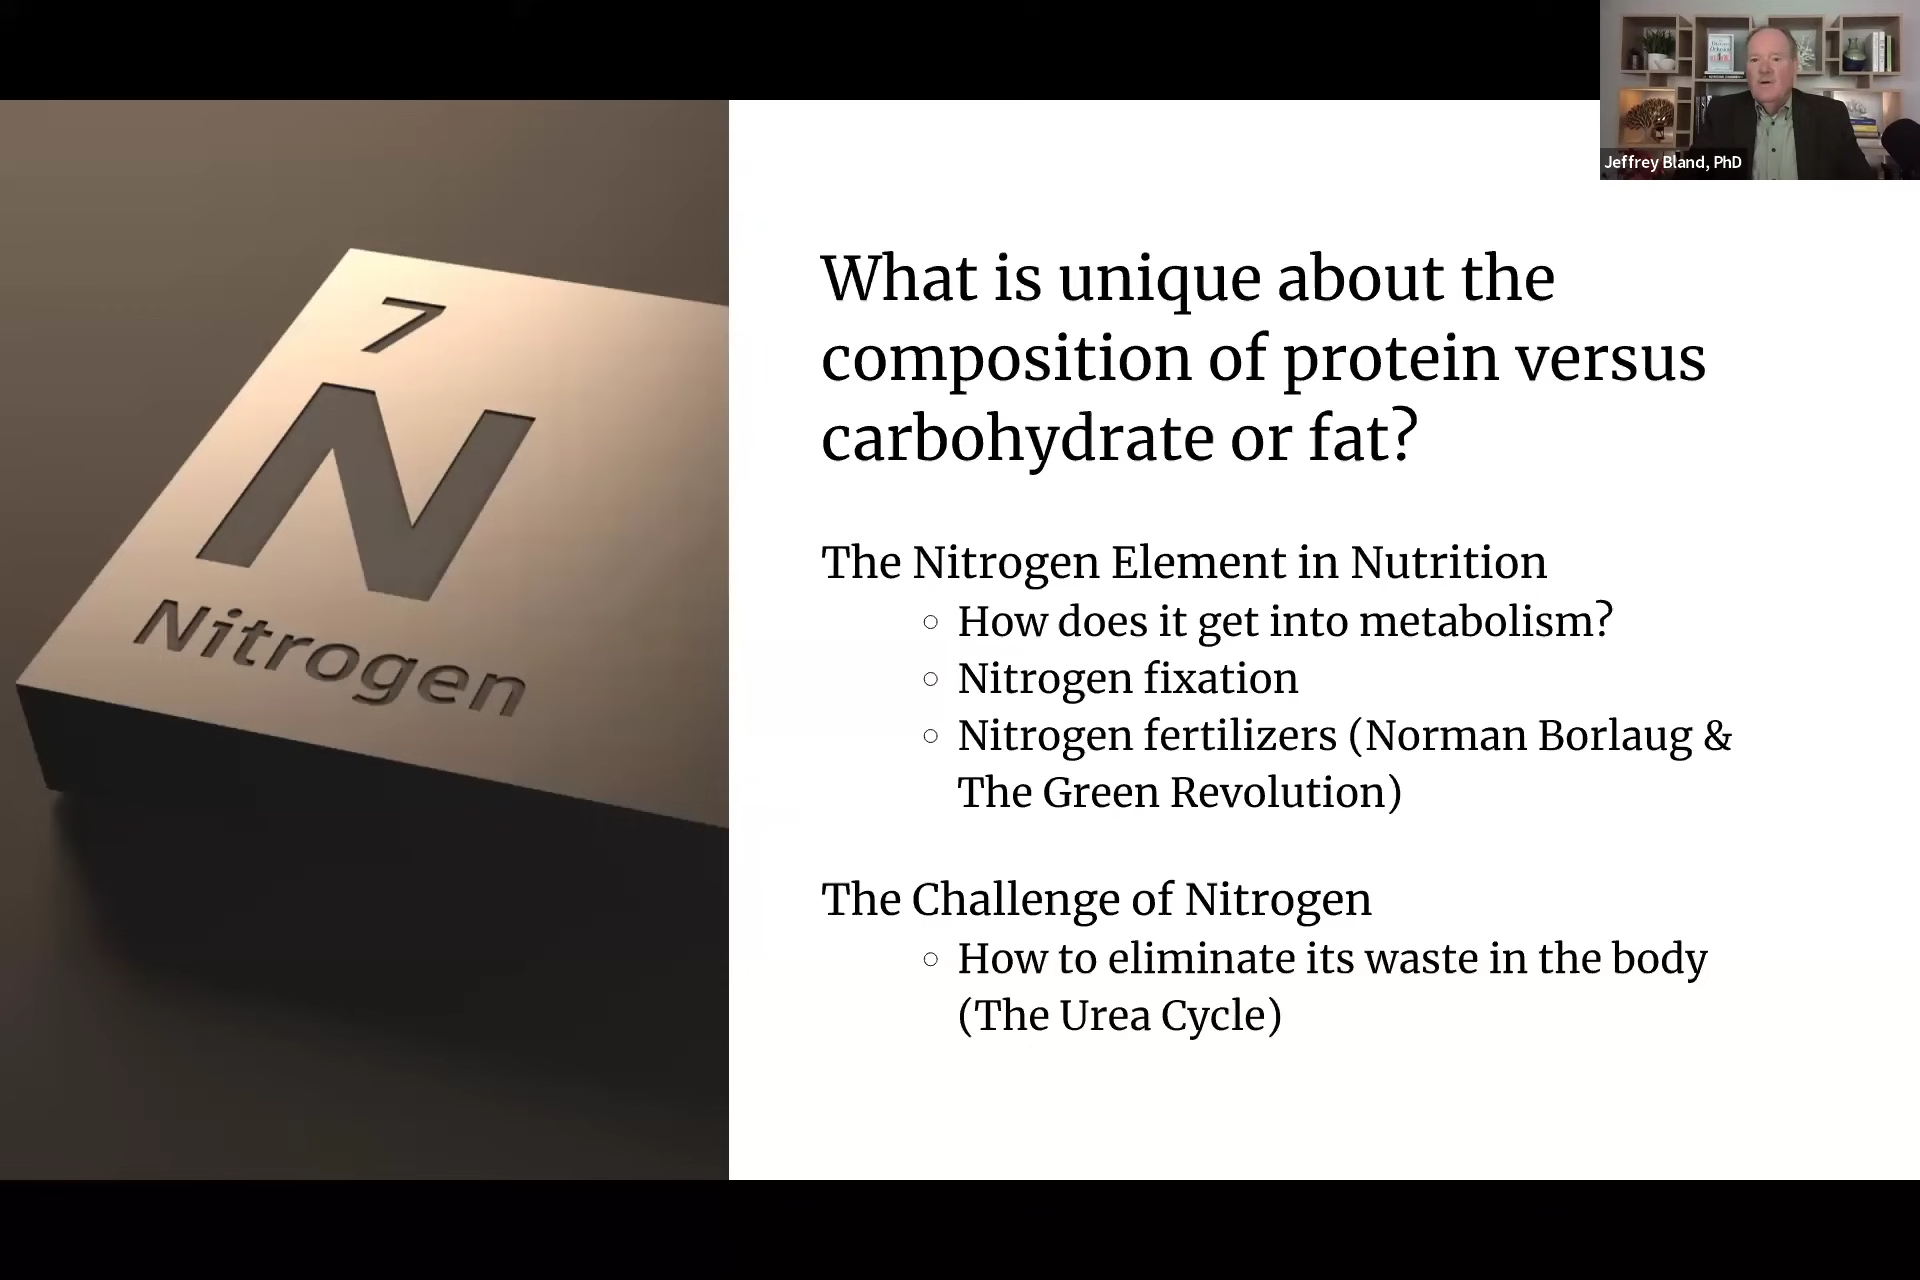 Jeffrey Bland, PhD
7
N
Nitrogen
What is unique about the
composition of protein versus
carbohydrate or fat?
The Nitrogen Element in Nutrition
○ How does it get into metabolism?
○ Nitrogen fixation
○ Nitrogen fertilizers (Norman Borlaug &
The Green Revolution)
The Challenge of Nitrogen
○ How to eliminate its waste in the body
(The Urea Cycle)